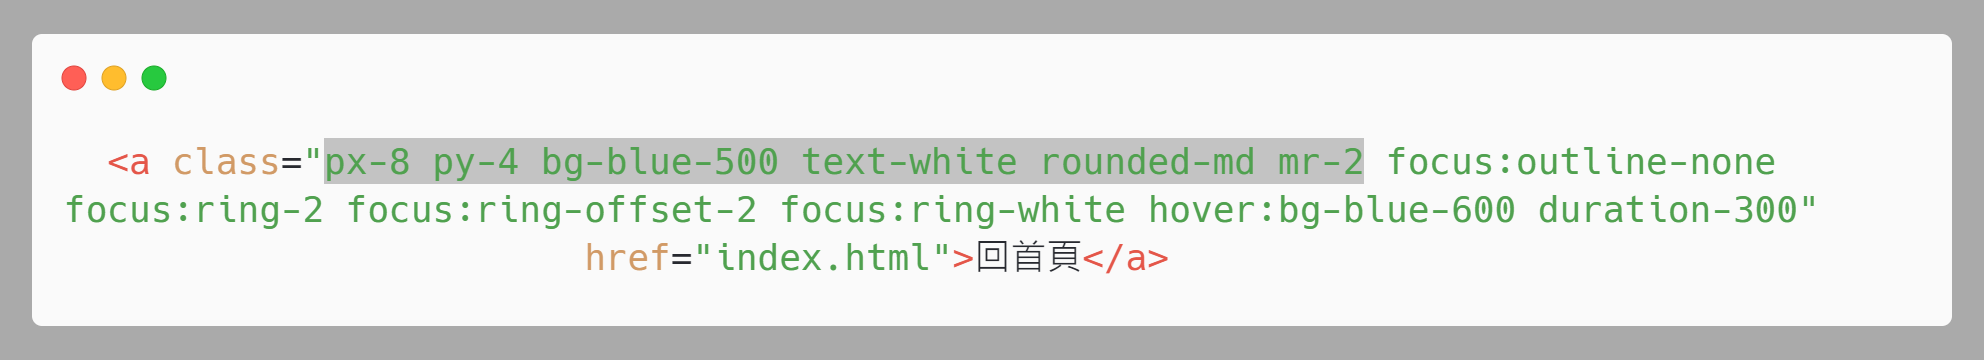 <a class="px-8 py-4 bg-blue-500 text-white rounded-md mr-2 focus:outline-none
focus:ring-2 focus:ring-offset-2 focus:ring-white hover:bg-blue-600 duration-300"
href="index.html">回首頁</a>